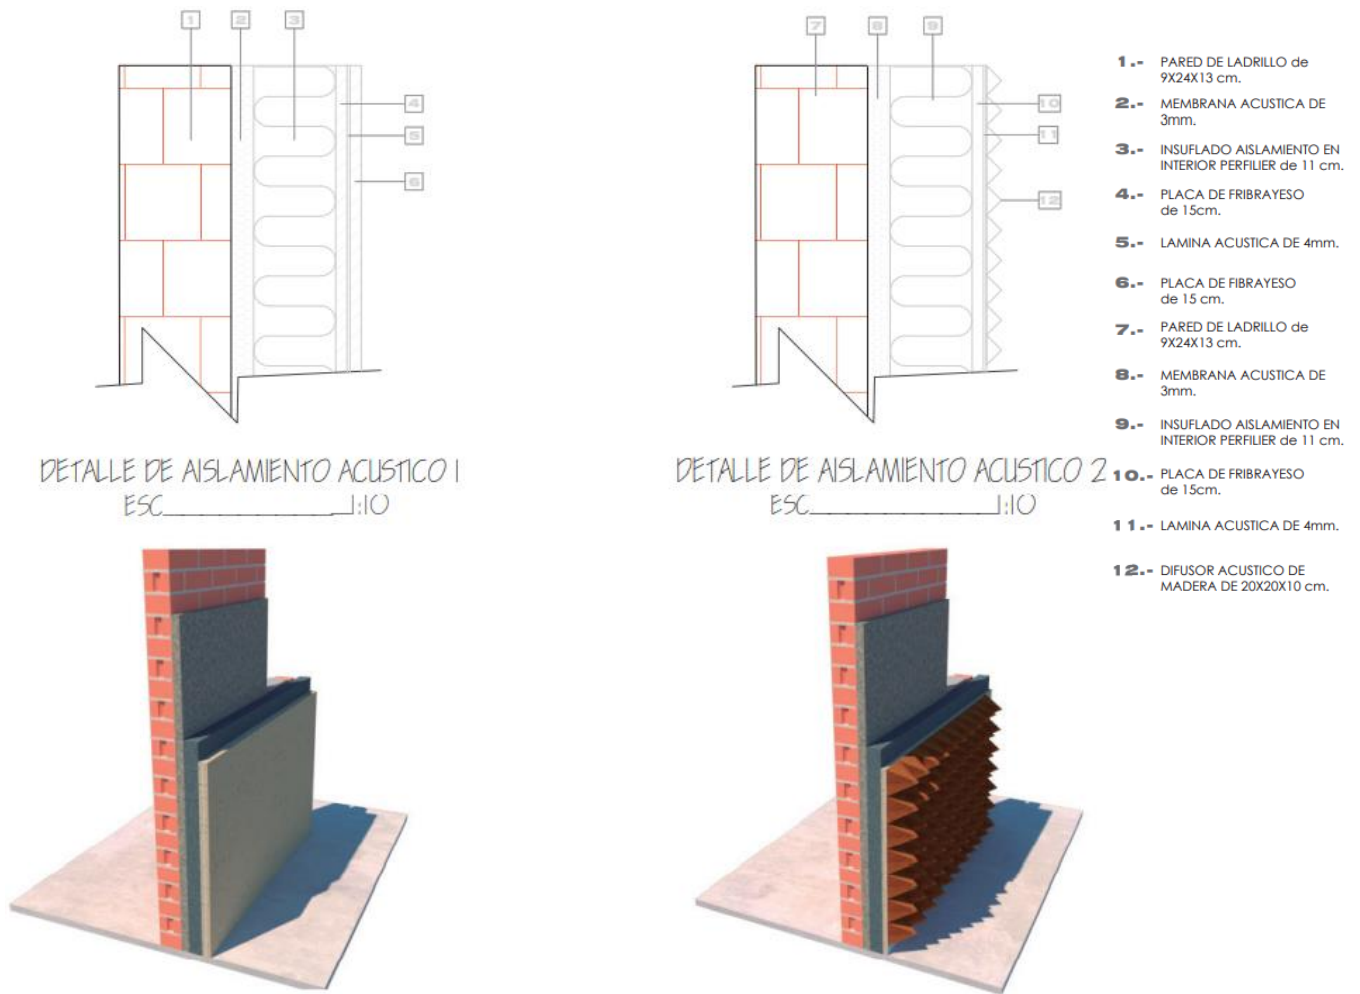 1 2 3
4
5
6
DETALLE DE AISLAMIENTO ACUSTICO 1
ESC 1:10
7 8 9
10
11
12
DETALLE DE AISLAMIENTO ACUSTICO 2
ESC 1:10
1.- PARED DE LADRILLO de
9X24X13 cm.
2.- MEMBRANA ACUSTICA DE
3mm.
3.- INSUFLADO AISLAMIENTO EN
INTERIOR PERFILIER de 11 cm.
4.- PLACA DE FRIBRAYESO
de 15cm.
5.- LAMINA ACUSTICA DE 4mm.
6.- PLACA DE FIBRAYESO
de 15 cm.
7.- PARED DE LADRILLO de
9X24X13 cm.
8.- MEMBRANA ACUSTICA DE
3mm.
9.- INSUFLADO AISLAMIENTO EN
INTERIOR PERFILIER de 11 cm.
10.- PLACA DE FRIBRAYESO
de 15cm.
11.- LAMINA ACUSTICA DE 4mm.
12.- DIFUSOR ACUSTICO DE
MADERA DE 20X20X10 cm.